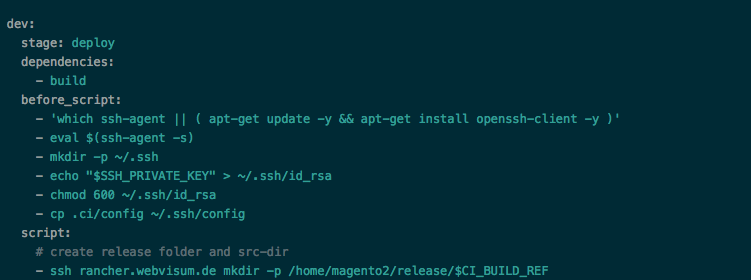 dev:
  stage: deploy
  dependencies:
    - build
  before_script:
    - 'which ssh-agent || ( apt-get update -y && apt-get install openssh-client -y )'
    - eval $(ssh-agent -s)
    - mkdir -p ~/.ssh
    - echo "$SSH_PRIVATE_KEY" > ~/.ssh/id_rsa
    - chmod 600 ~/.ssh/id_rsa
    - cp .ci/config ~/.ssh/config
  script:
    # create release folder and src-dir
    - ssh rancher.webvisum.de mkdir -p /home/magento2/release/$CI_BUILD_REF